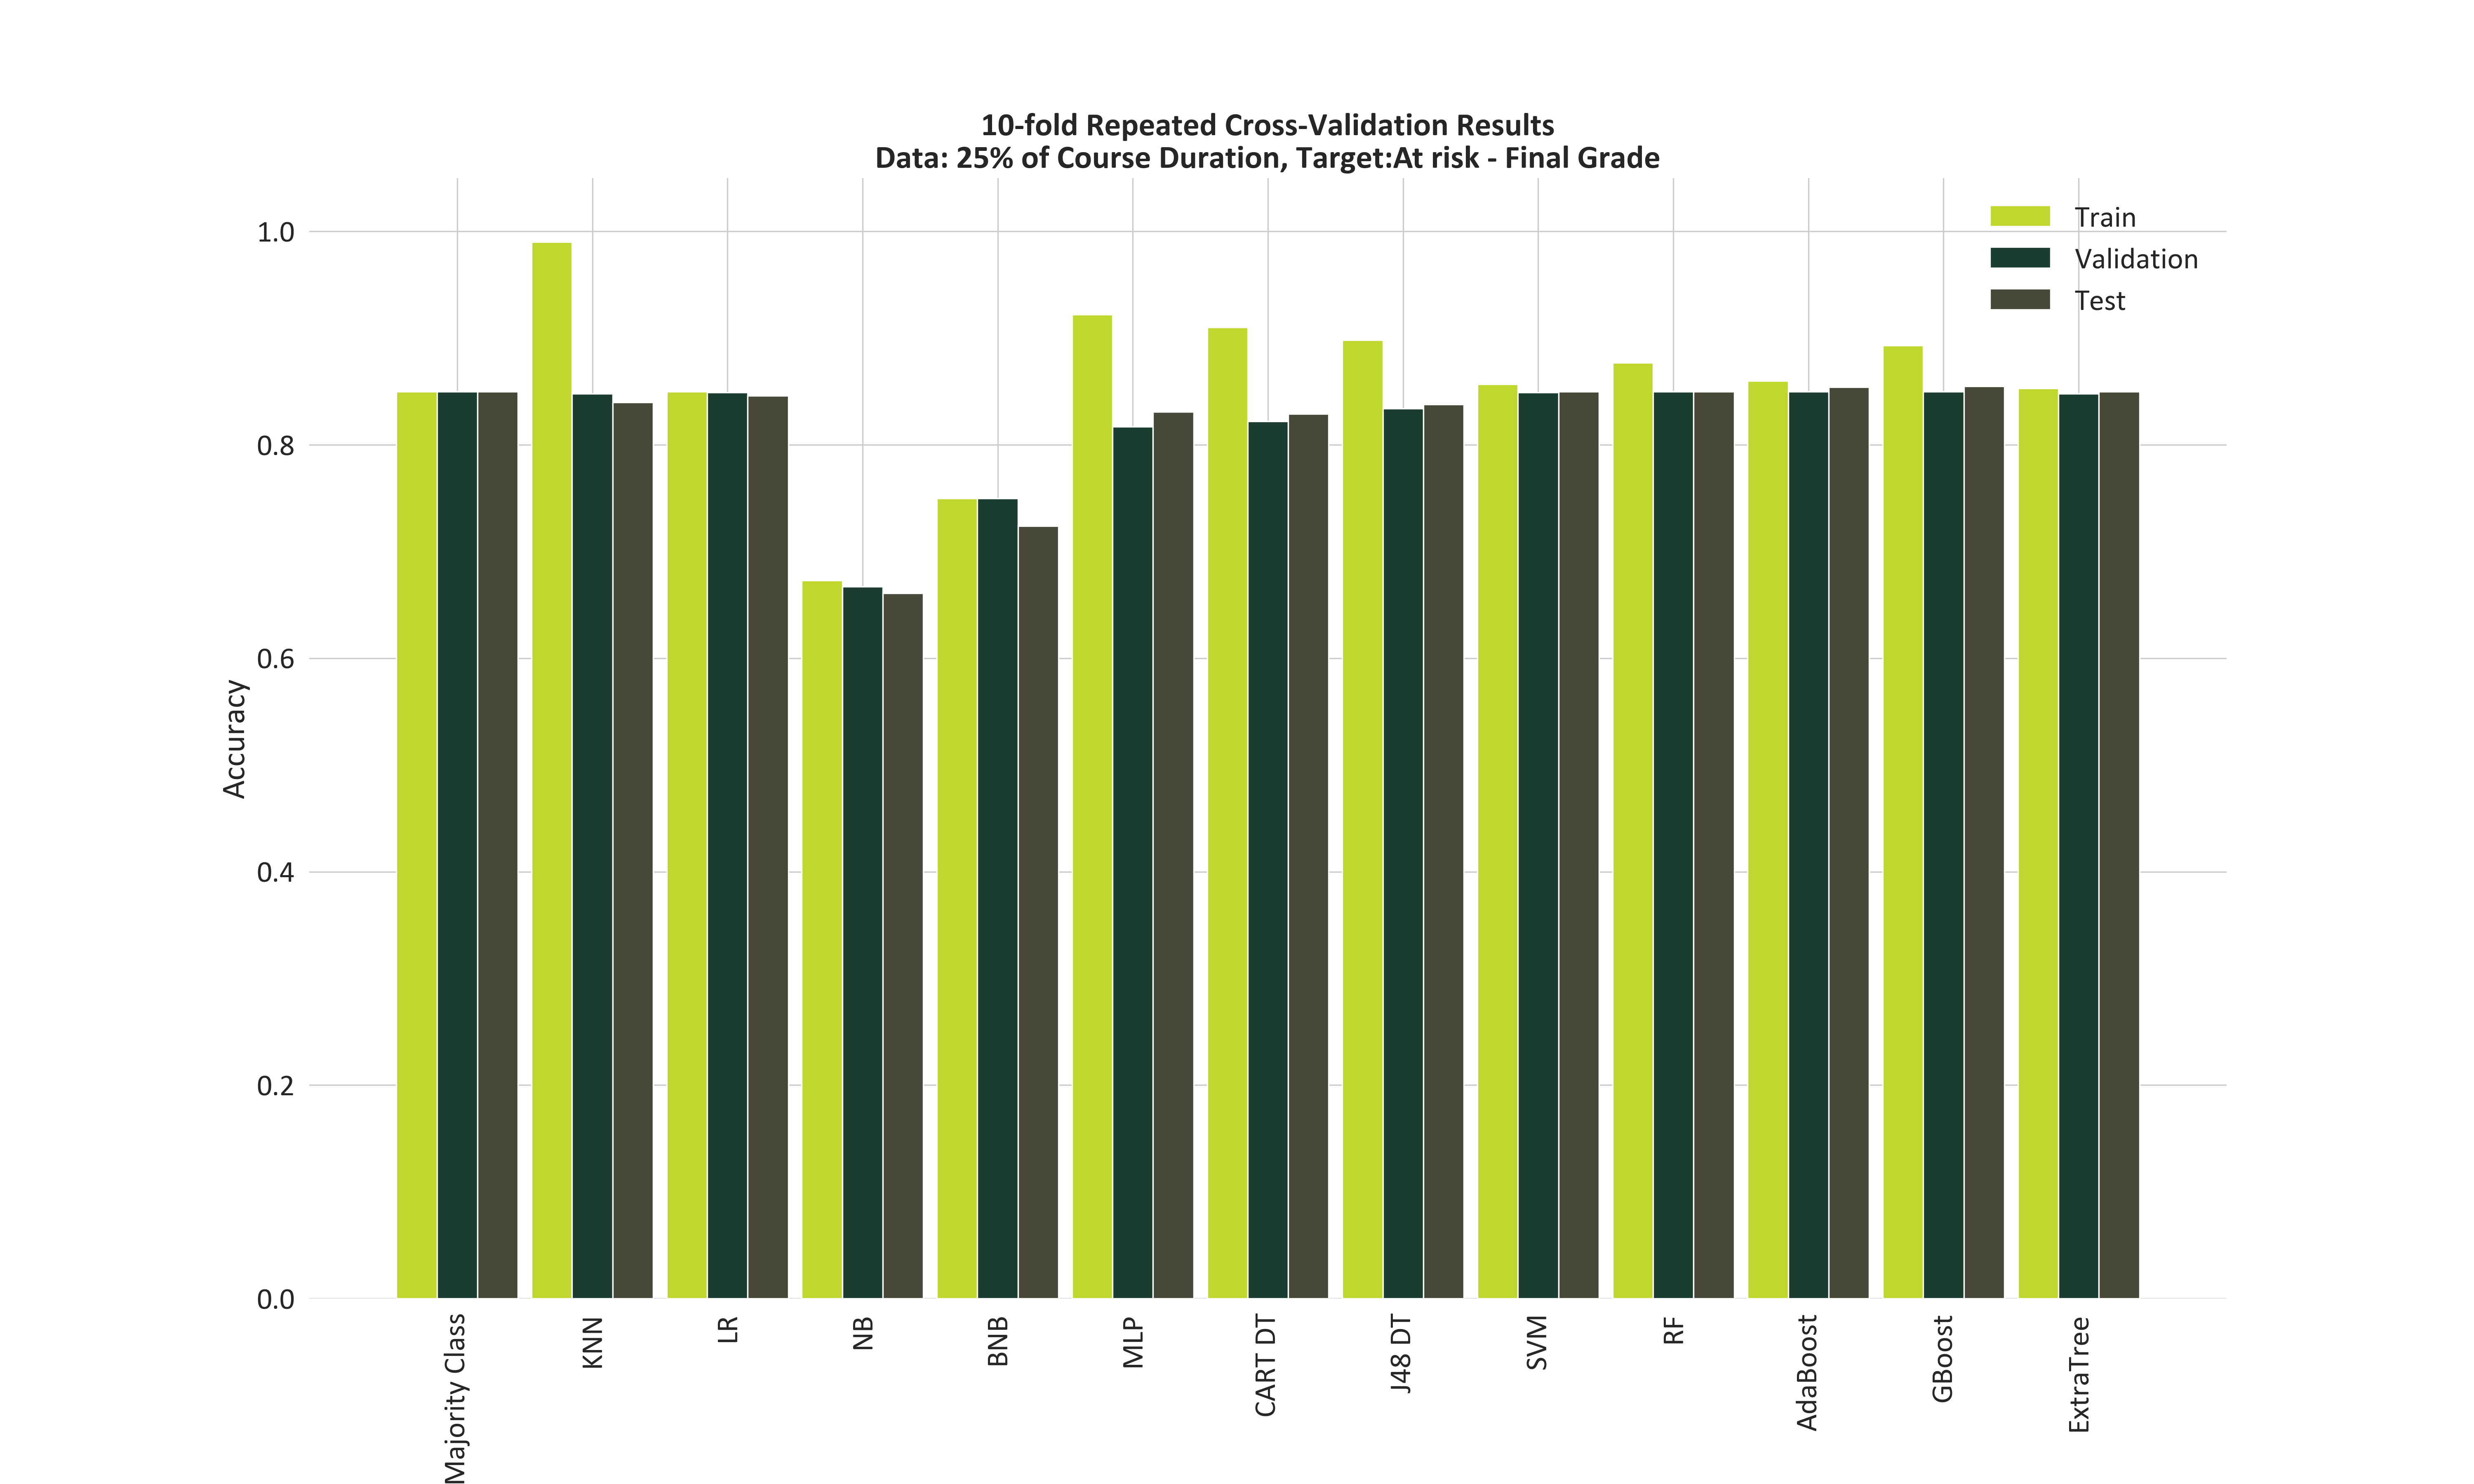 10-fold Repeated Cross-Validation Results
Data: 25% of Course Duration, Target:At risk - Final Grade
Train
Validation
Test
1.0
0.8
0.6
0.4
0.2
0.0
Accuracy
Majority Class
KNN
LR
NB
BNB
MLP
CART DT
J48 DT
SVM
RF
AdaBoost
GBoost
ExtraTree